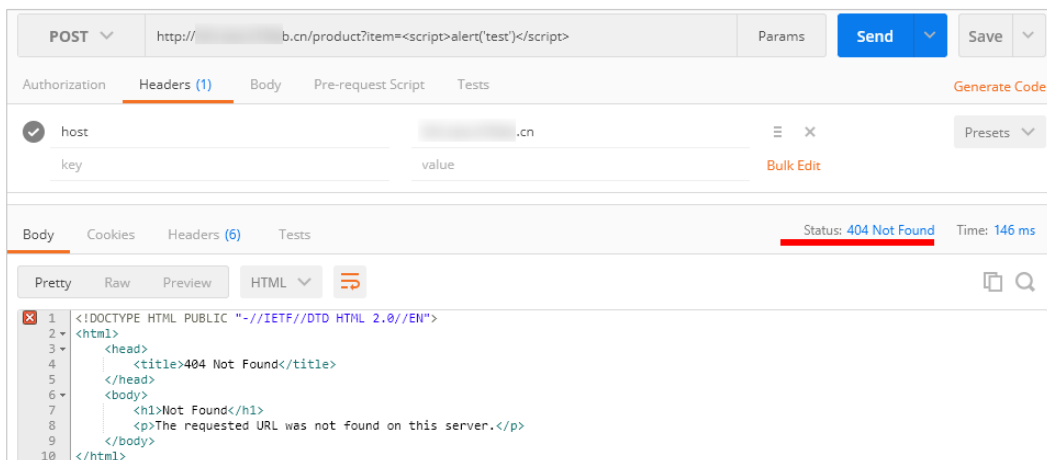 POST http:// b.cn/product?item=<script>alert('test')</script> Params Send Save
Authorization Headers (1) Body Pre-request Script Tests Generate Code
host .cn Presets
key value Bulk Edit
Body Cookies Headers (6) Tests Status: 404 Not Found Time: 146 ms
Pretty Raw Preview HTML
1 <!DOCTYPE HTML PUBLIC "-//IETF//DTD HTML 2.0//EN">
2 <html>
3 <head>
4 <title>404 Not Found</title>
5 </head>
6 <body>
7 <h1>Not Found</h1>
8 <p>The requested URL was not found on this server.</p>
9 </body>
10 </html>